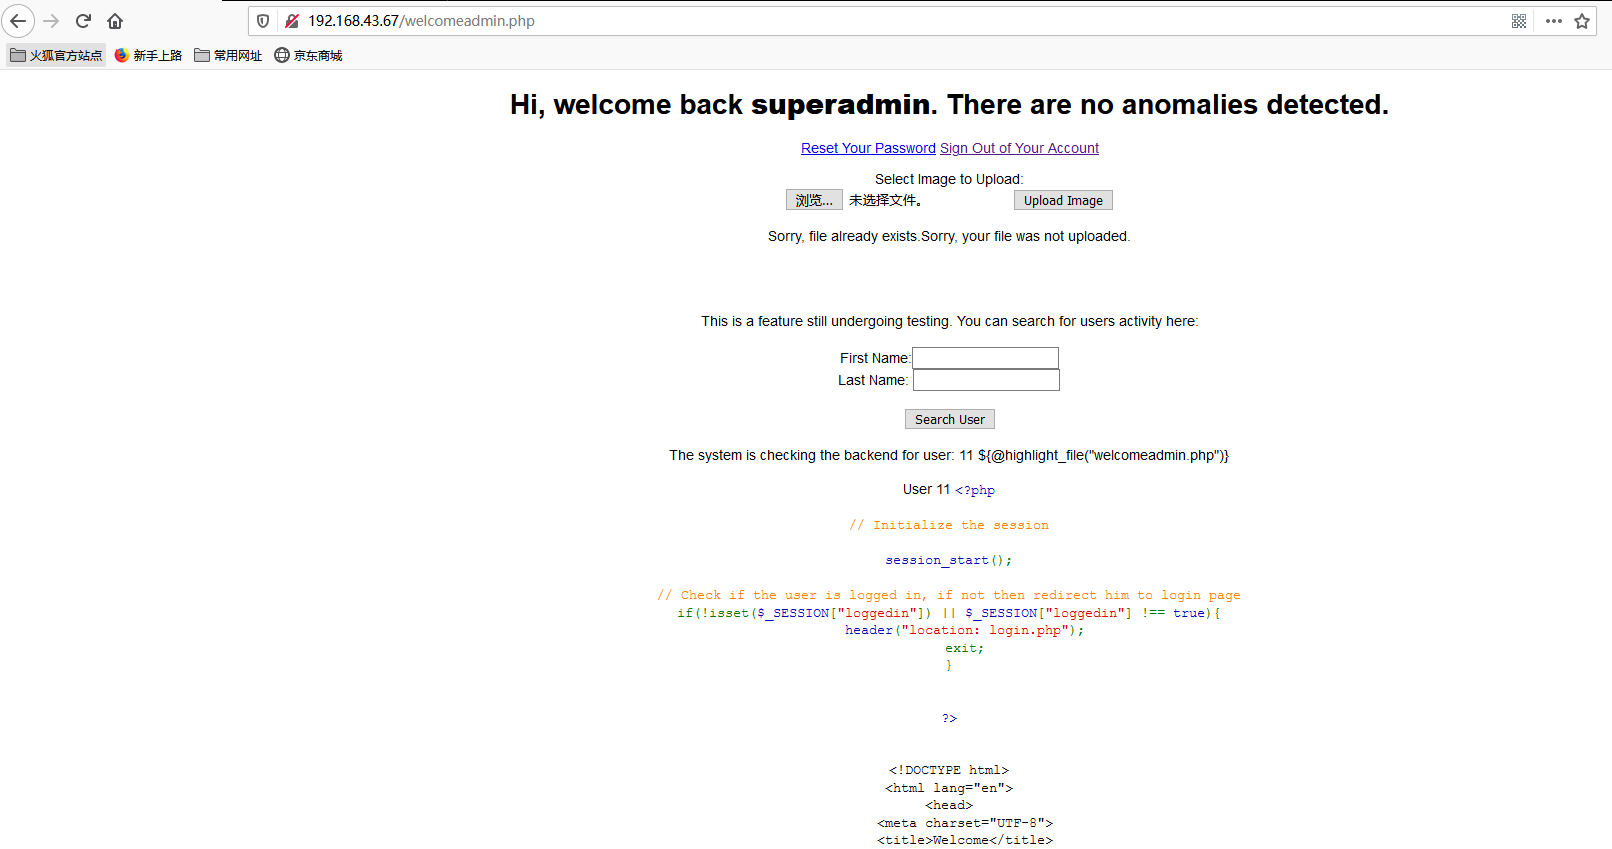 192.168.43.67/welcomeadmin.php
火狐官方站点 新手上路 常用网址 京东商城
Hi, welcome back superadmin. There are no anomalies detected.
Reset Your Password Sign Out of Your Account
Select Image to Upload:
浏览... 未选择文件。 Upload Image
Sorry, file already exists.Sorry, your file was not uploaded.
This is a feature still undergoing testing. You can search for users activity here:
First Name:
Last Name:
Search User
The system is checking the backend for user: 11 ${@highlight_file("welcomeadmin.php")}
User 11 <?php
// Initialize the session
session_start();
// Check if the user is logged in, if not then redirect him to login page
if(!isset($_SESSION["loggedin"]) || $_SESSION["loggedin"] !== true){
header("location: login.php");
exit;
}
?>
<!DOCTYPE html>
<html lang="en">
<head>
<meta charset="UTF-8">
<title>Welcome</title>